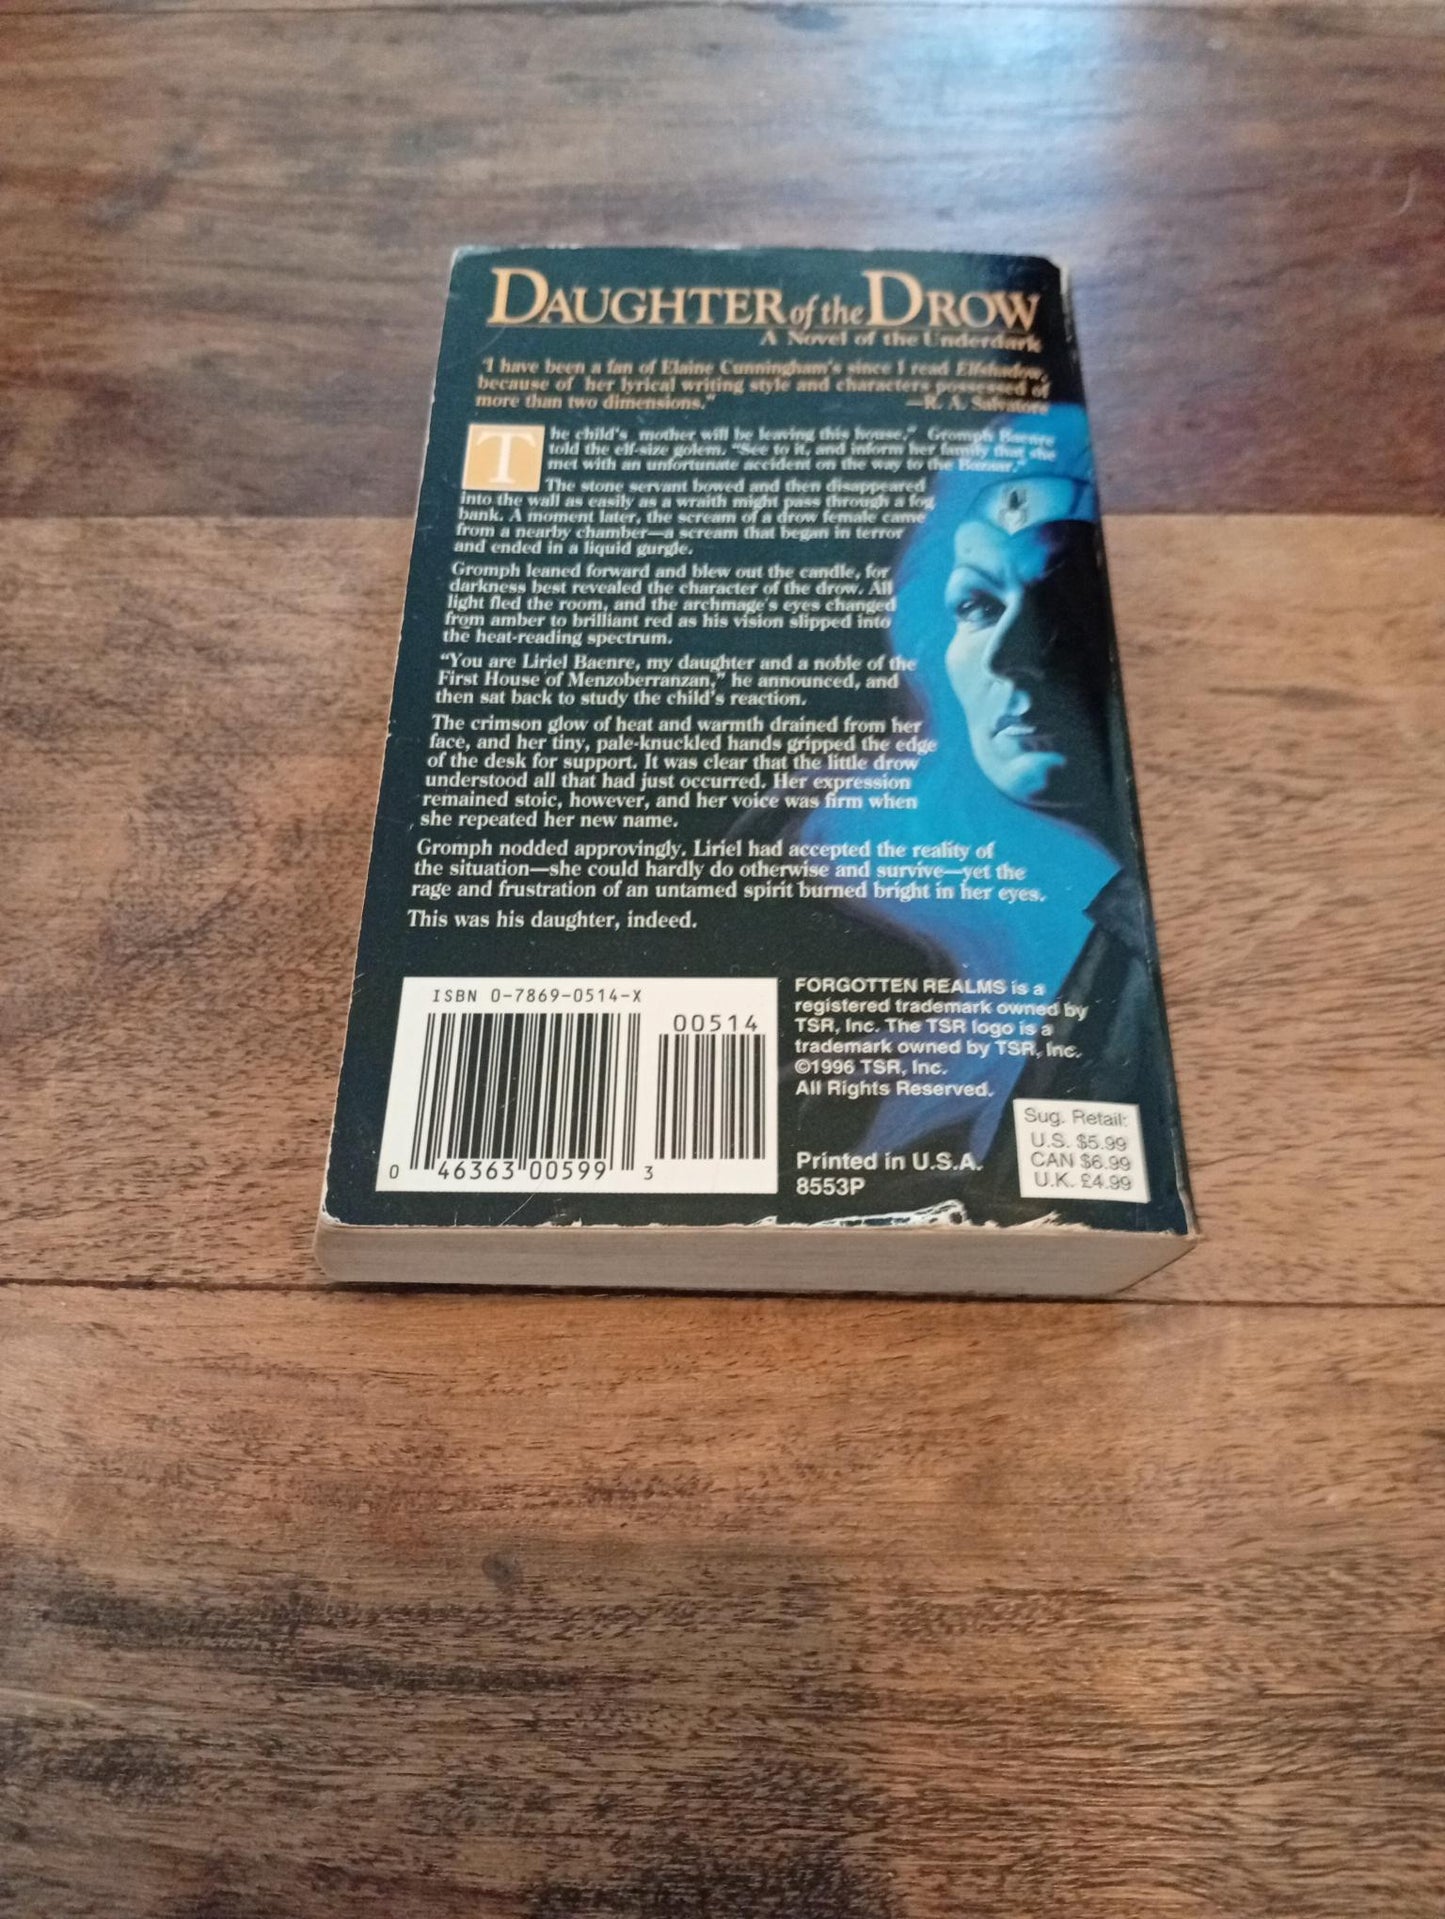 DAUGHTER of the DROW
A Novel of the Underdark
"I have been a fan of Elaine Cunningham's since I read Elfshadow,
because of her lyrical writing style and characters possessed of
more than two dimensions."
—R. A. Salvatore
The child's mother will be leaving this house." Gromph Baenre
told the elf-size golem. "See to it, and inform her family that she
met with an unfortunate accident on the way to the Bazaar."
The stone servant bowed and then disappeared
into the wall as easily as a wraith might pass through a fog
bank. A moment later, the scream of a drow female came
from a nearby chamber—a scream that began in terror
and ended in a liquid gurgle.
Gromph leaned forward and blew out the candle, for
darkness best revealed the character of the drow. All
light fled the room, and the archmage's eyes changed
from amber to brilliant red as his vision slipped into
the heat-reading spectrum.
"You are Liriel Baenre, my daughter and a noble of the
First House of Menzoberranzan," he announced, and
then sat back to study the child's reaction.
The crimson glow of heat and warmth drained from her
face, and her tiny, pale-knuckled hands gripped the edge
of the desk for support. It was clear that the little drow
understood all that had just occurred. Her expression
remained stoic, however, and her voice was firm when
she repeated her new name.
Gromph nodded approvingly. Liriel had accepted the reality of
the situation—she could hardly do otherwise and survive—yet the
rage and frustration of an untamed spirit burned bright in her eyes.
This was his daughter, indeed.
ISBN 0-7869-0514-X
00514
0 46363 00599 3
FORGOTTEN REALMS is a
registered trademark owned by
TSR, Inc. The TSR logo is a
trademark owned by TSR, Inc.
©1996 TSR, Inc.
All Rights Reserved.
Printed in U.S.A.
8553P
Sug. Retail:
U.S. $5.99
CAN $6.99
U.K. £4.99